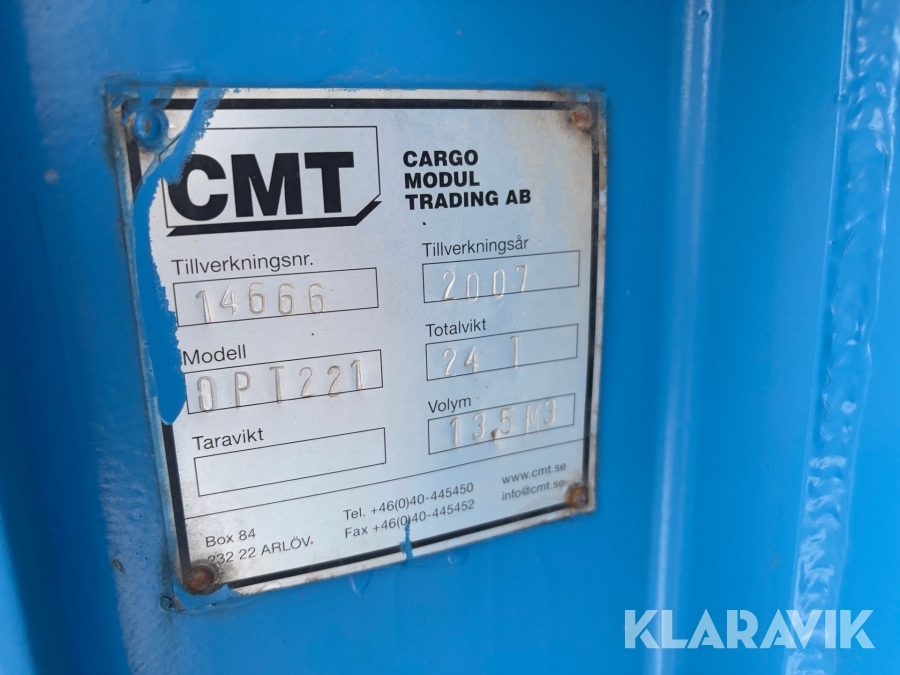 CMT
CARGO
MODUL
TRADING AB
Tillverkningsnr.
14666
Tillverkningsår
2007
Modell
OPT221
Totalvikt
24 T
Taravikt
Volym
13,5 M3
Box 84
232 22 ARLÖV.
Tel. +46(0)40-445450
Fax +46(0)40-445452
www.cmt.se
info@cmt.se
KLARAVIK